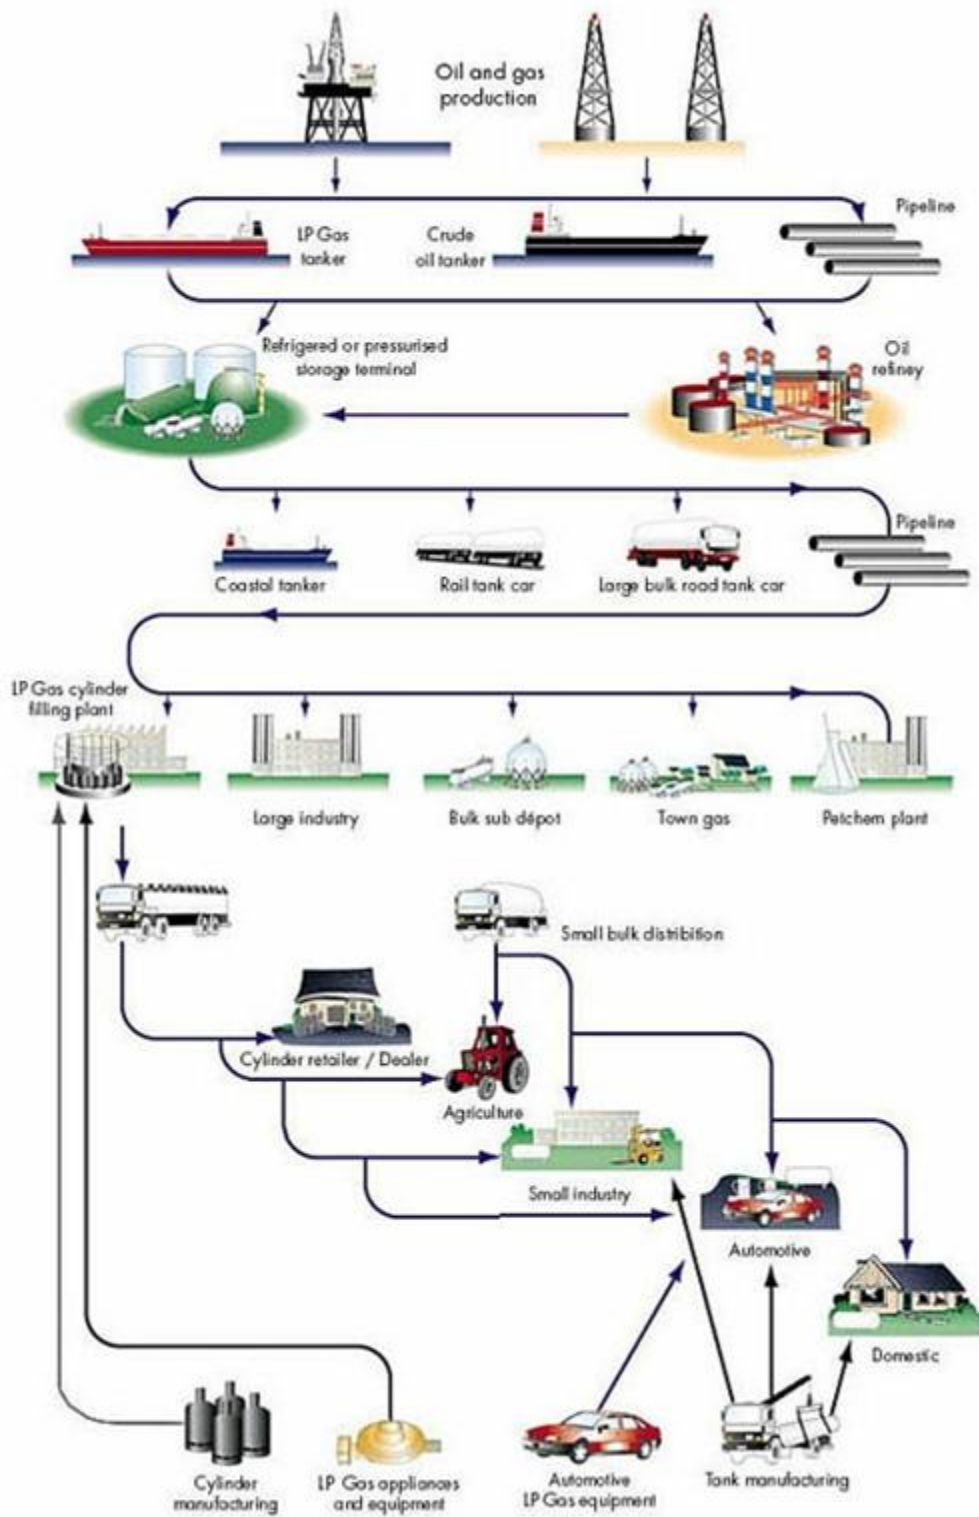 Oil and gas
production
LP Gas
tanker
Crude
oil tanker
Pipeline
Refrigered or pressurised
storage terminal
Oil
refiney
Pipeline
Coastal tanker
Rail tank car
Large bulk road tank car
LP Gas cylinder
filling plant
Large industry
Bulk sub dépot
Town gas
Petchem plant
Small bulk distribition
Cylinder retailer / Dealer
Agriculture
Small industry
Automotive
Domestic
Cylinder
manufacturing
LP Gas appliances
and equipment
Automotive
LP Gas equipment
Tank manufacturing